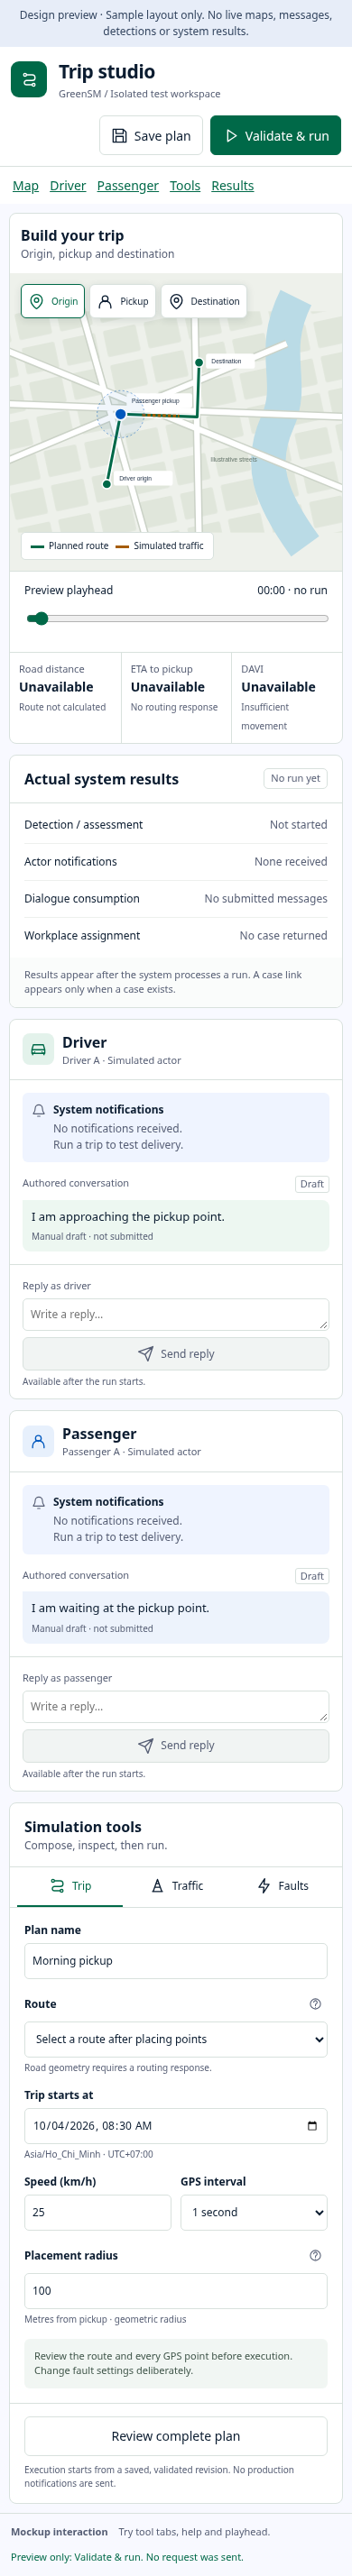 Design preview · Sample layout only. No live maps, messages,
detections or system results.
Trip studio
GreenSM / Isolated test workspace
Save plan
Validate & run
Map Driver Passenger Tools Results
Build your trip
Origin, pickup and destination
Origin
Pickup
Destination
Destination
Passenger pickup
Illustrative streets
Driver origin
Planned route
Simulated traffic
Preview playhead
00:00 · no run
Road distance
Unavailable
Route not calculated
ETA to pickup
Unavailable
No routing response
DAVI
Unavailable
Insufficient
movement
Actual system results
No run yet
Detection / assessment
Not started
Actor notifications
None received
Dialogue consumption
No submitted messages
Workplace assignment
No case returned
Results appear after the system processes a run. A case link
appears only when a case exists.
Driver
Driver A · Simulated actor
System notifications
No notifications received.
Run a trip to test delivery.
Authored conversation
Draft
I am approaching the pickup point.
Manual draft · not submitted
Reply as driver
Write a reply...
Send reply
Available after the run starts.
Passenger
Passenger A · Simulated actor
System notifications
No notifications received.
Run a trip to test delivery.
Authored conversation
Draft
I am waiting at the pickup point.
Manual draft · not submitted
Reply as passenger
Write a reply...
Send reply
Available after the run starts.
Simulation tools
Compose, inspect, then run.
Trip
Traffic
Faults
Plan name
Morning pickup
Route
Select a route after placing points
Road geometry requires a routing response.
Trip starts at
10/04/2026, 08:30 AM
Asia/Ho_Chi_Minh · UTC+07:00
Speed (km/h)
GPS interval
25
1 second
Placement radius
100
Metres from pickup · geometric radius
Review the route and every GPS point before execution.
Change fault settings deliberately.
Review complete plan
Execution starts from a saved, validated revision. No production
notifications are sent.
Mockup interaction Try tool tabs, help and playhead.
Preview only: Validate & run. No request was sent.